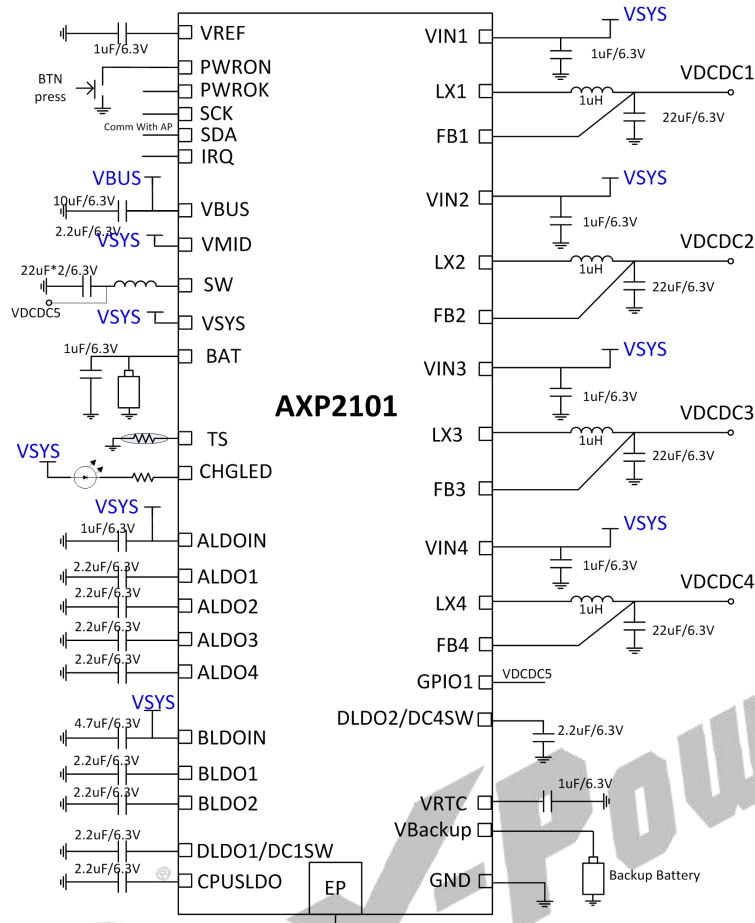 VREF
1uF/6.3V
BTN
press
PWRON
PWROK
SCK
Comm With AP
SDA
IRQ
VBUS
10uF/6.3V
VBUS
2.2uF/6.3V
VSYS
VMID
22uF*2/6.3V
SW
VDCDC5
VSYS
VSYS
1uF/6.3V
BAT
TS
VSYS
CHGLED
VSYS
1uF/6.3V
ALDOIN
2.2uF/6.3V
ALDO1
2.2uF/6.3V
ALDO2
2.2uF/6.3V
ALDO3
2.2uF/6.3V
ALDO4
VSYS
4.7uF/6.3V
BLDOIN
2.2uF/6.3V
BLDO1
2.2uF/6.3V
BLDO2
2.2uF/6.3V
DLDO1/DC1SW
2.2uF/6.3V
CPUSLDO
AXP2101
EP
VSYS
VIN1
1uF/6.3V
VDCDC1
LX1
1uH
22uF/6.3V
FB1
VSYS
VIN2
1uF/6.3V
VDCDC2
LX2
1uH
22uF/6.3V
FB2
VSYS
VIN3
1uF/6.3V
VDCDC3
LX3
1uH
22uF/6.3V
FB3
VSYS
VIN4
1uF/6.3V
VDCDC4
LX4
1uH
22uF/6.3V
FB4
GPIO1
VDCDC5
DLDO2/DC4SW
2.2uF/6.3V
1uF/6.3V
VRTC
VBackup
Backup Battery
GND
®
-Pow